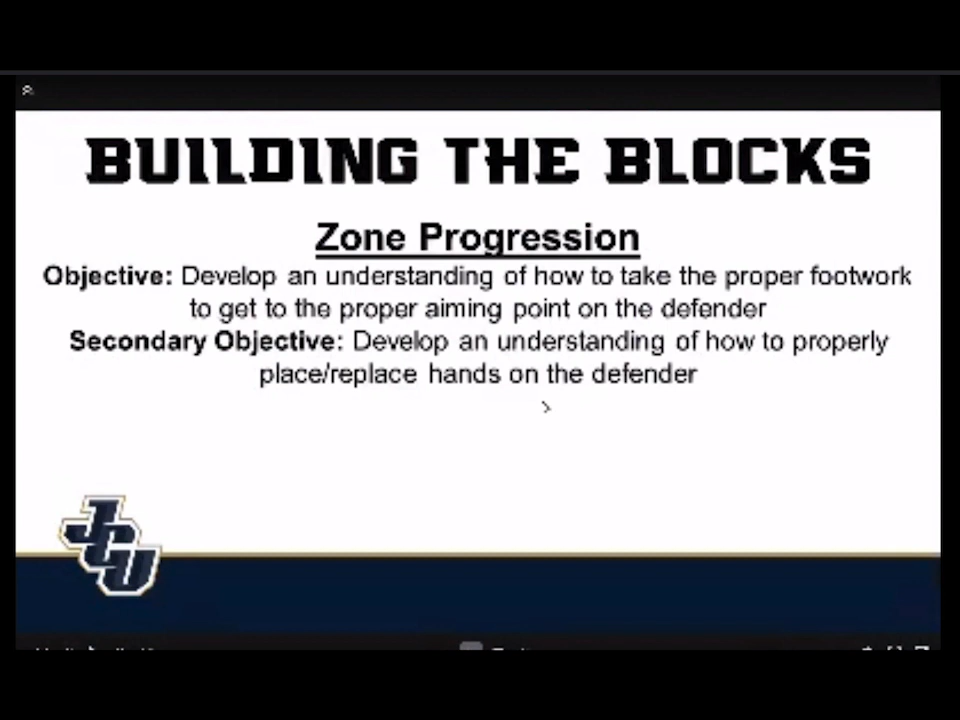 BUILDING THE BLOCKS
Zone Progression
Objective: Develop an understanding of how to take the proper footwork
to get to the proper aiming point on the defender
Secondary Objective: Develop an understanding of how to properly
place/replace hands on the defender
JCU